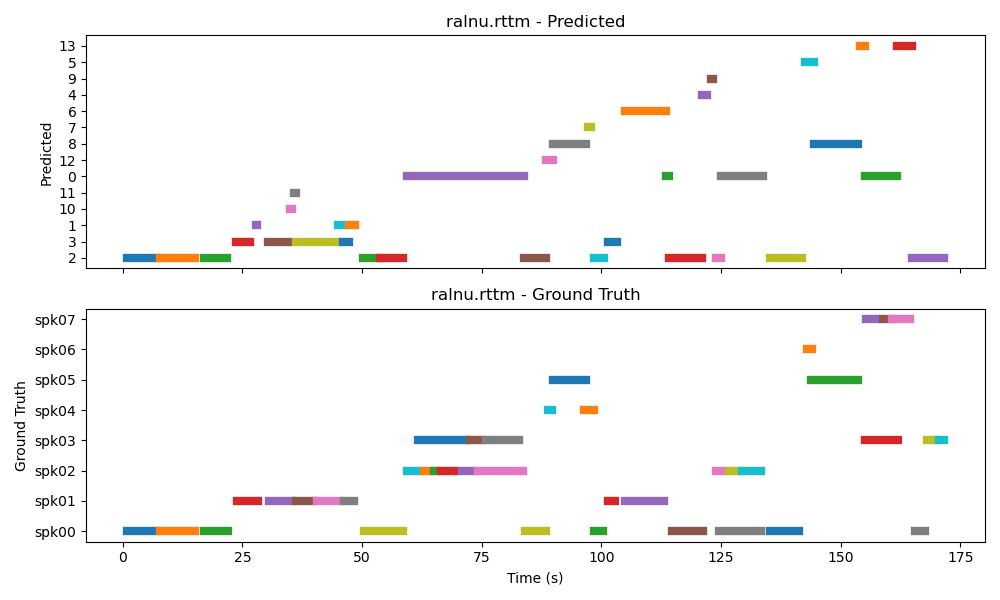 ralnu.rttm - Predicted
Predicted
13
5
9
4
6
7
8
12
0
11
10
1
3
2
ralnu.rttm - Ground Truth
Ground Truth
spk07
spk06
spk05
spk04
spk03
spk02
spk01
spk00
0 25 50 75 100 125 150 175
Time (s)